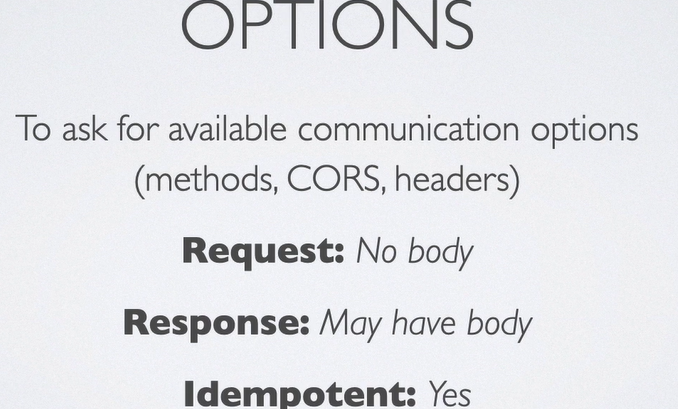 OPTIONS
To ask for available communication options
(methods, CORS, headers)
Request: No body
Response: May have body
Idempotent: Yes